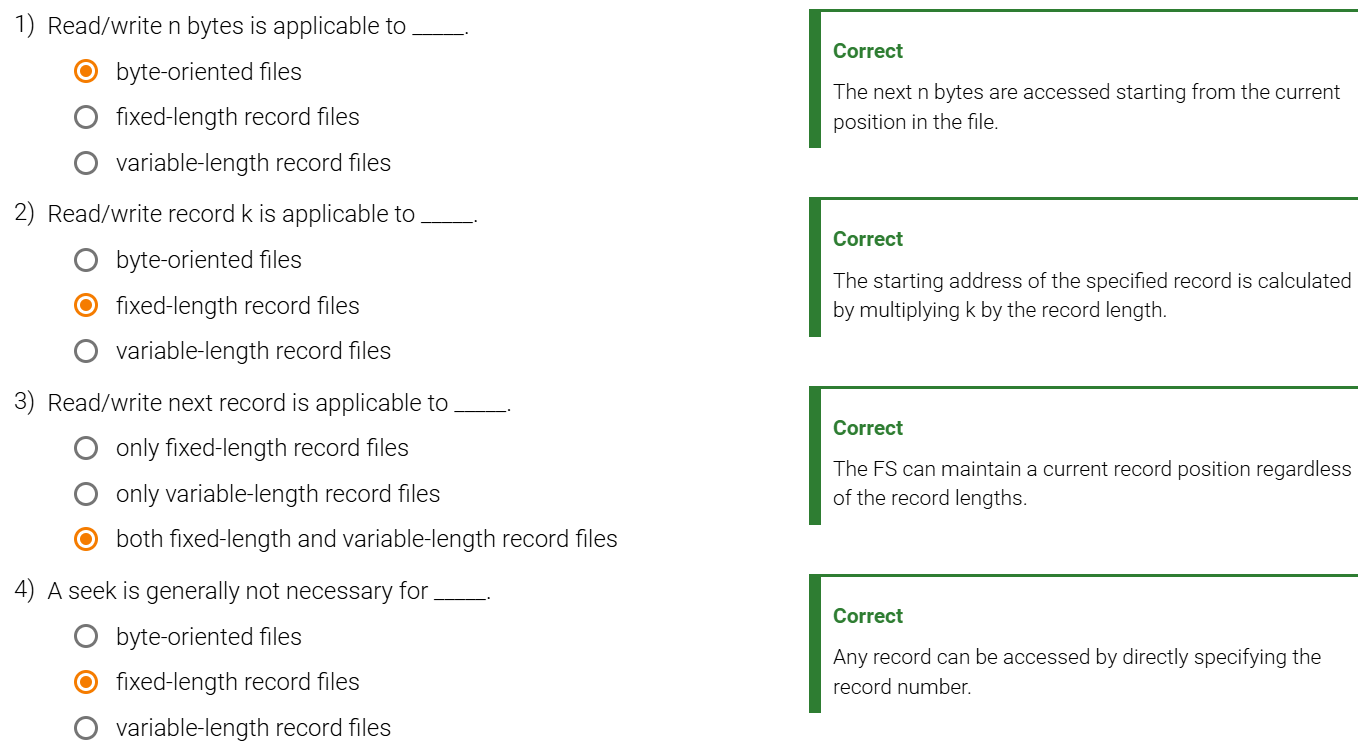 1) Read/write n bytes is applicable to _____.
byte-oriented files
fixed-length record files
variable-length record files
Correct
The next n bytes are accessed starting from the current
position in the file.
2) Read/write record k is applicable to _____.
byte-oriented files
fixed-length record files
variable-length record files
Correct
The starting address of the specified record is calculated
by multiplying k by the record length.
3) Read/write next record is applicable to _____.
only fixed-length record files
only variable-length record files
both fixed-length and variable-length record files
Correct
The FS can maintain a current record position regardless
of the record lengths.
4) A seek is generally not necessary for _____.
byte-oriented files
fixed-length record files
variable-length record files
Correct
Any record can be accessed by directly specifying the
record number.